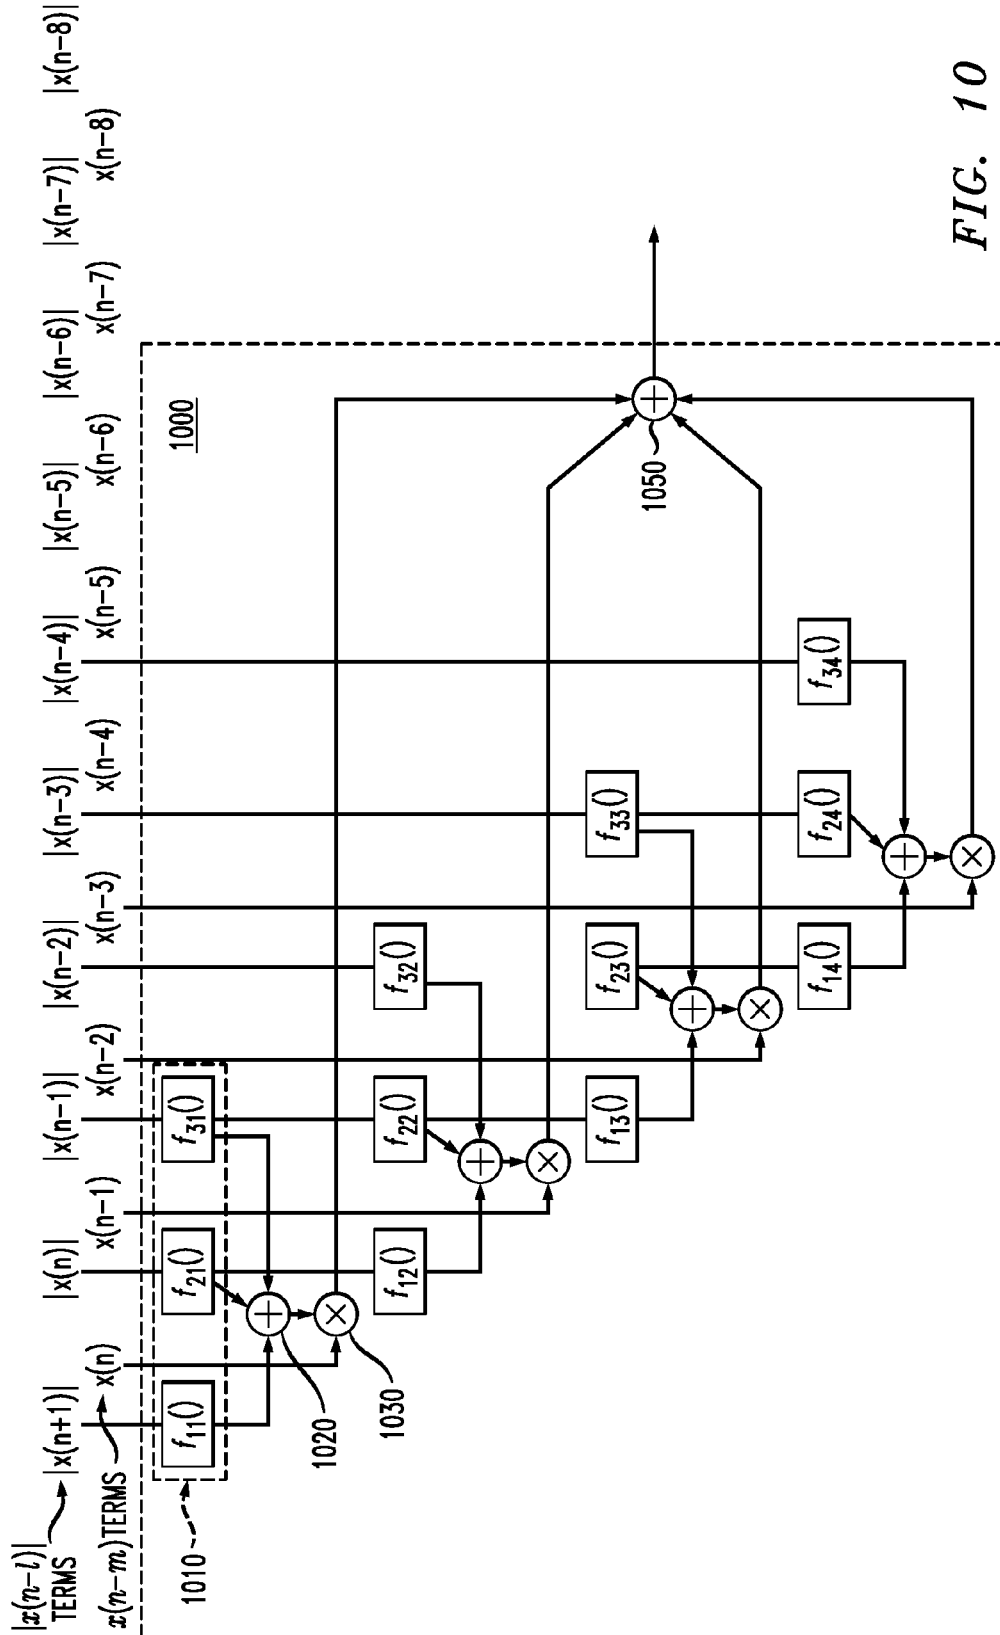 |x(n-l)|
TERMS
|x(n+1)| |x(n)| |x(n-1)| |x(n-2)| |x(n-3)| |x(n-4)| |x(n-5)| |x(n-6)| |x(n-7)| |x(n-8)|
x(n-m) TERMS
x(n) x(n-1) x(n-2) x(n-3) x(n-4) x(n-5) x(n-6) x(n-7) x(n-8)
1000
1010
f11() f21() f31()
+
1020
×
1030
f12() f22() f32()
+
×
f13() f23() f33()
+
×
f14() f24() f34()
+
×
+
1050
FIG. 10